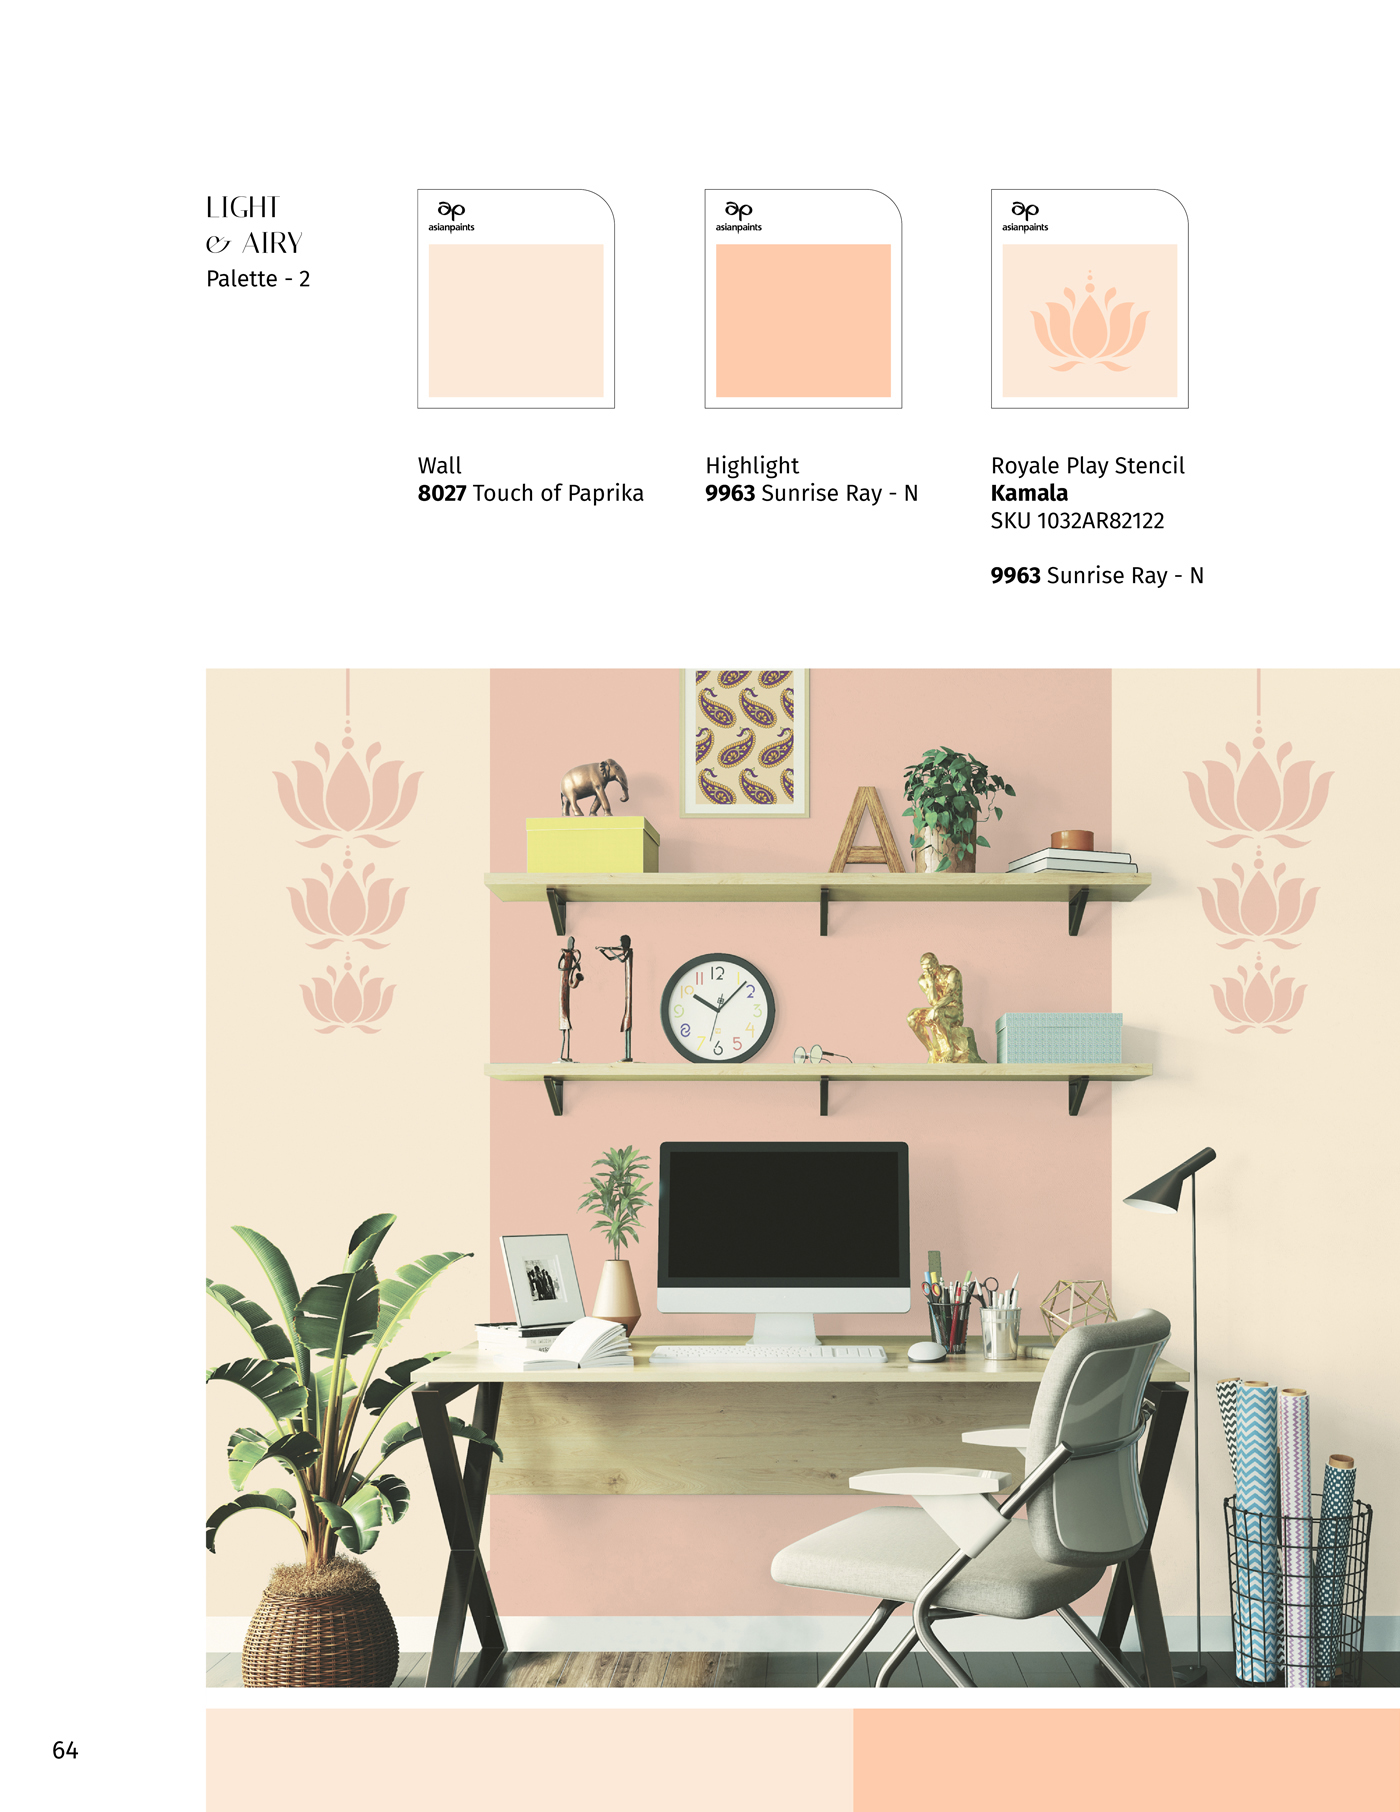 LIGHT
& AIRY
Palette - 2
ap
asianpaints
ap
asianpaints
ap
asianpaints
Wall
8027 Touch of Paprika
Highlight
9963 Sunrise Ray - N
Royale Play Stencil
Kamala
SKU 1032AR82122
9963 Sunrise Ray - N
A
11 12 1
10 2
9 3
8 4
7 6 5
64